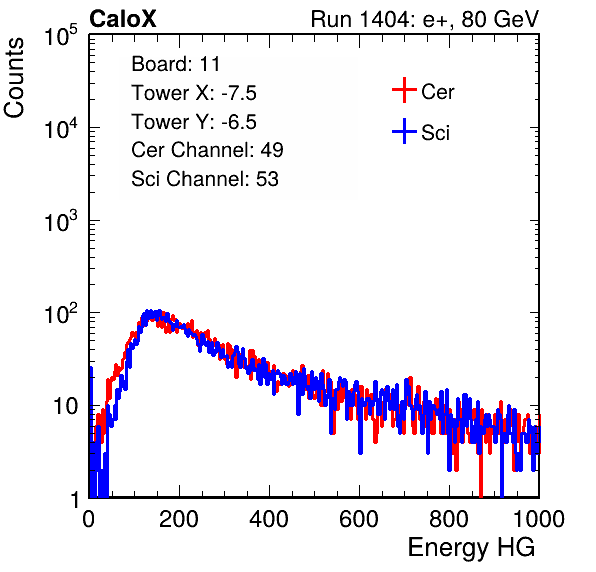 CaloX Run 1404: e+, 80 GeV
Counts
10^5
10^4
10^3
10^2
10
1
Board: 11
Tower X: -7.5
Tower Y: -6.5
Cer Channel: 49
Sci Channel: 53
Cer
Sci
0 200 400 600 800 1000
Energy HG